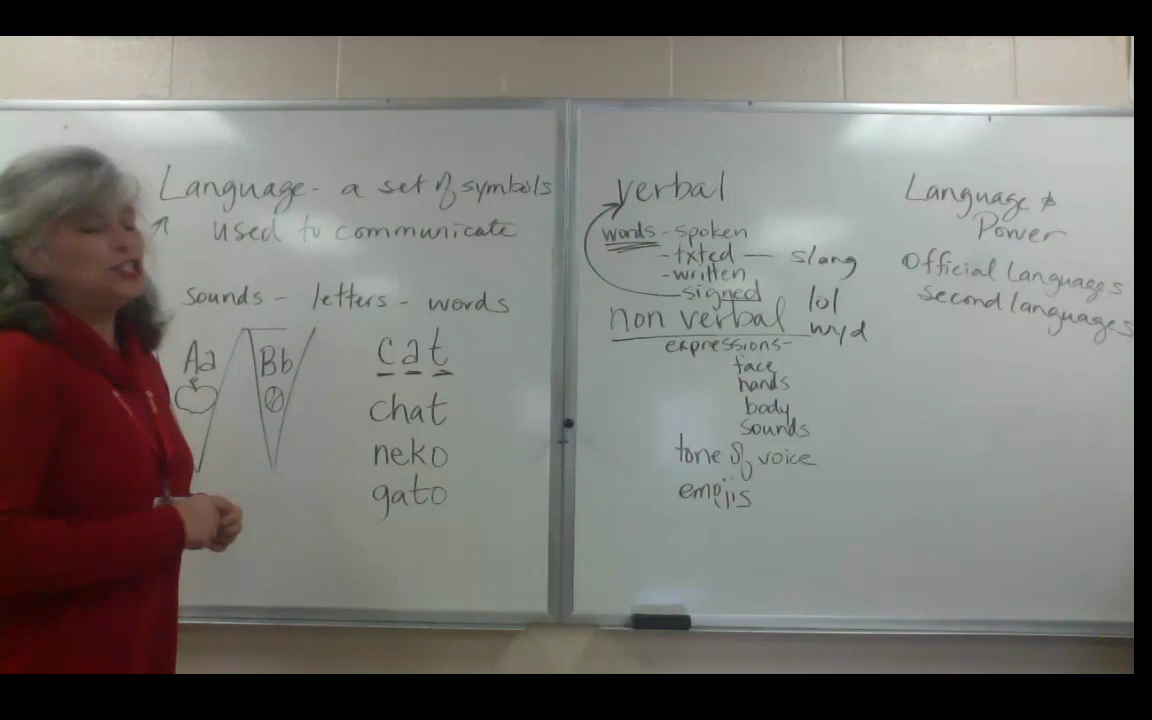 Language - a set of symbols
used to communicate
sounds - letters - words
Aa
Bb
cat
chat
neko
gato
verbal
words - spoken
- txted — slang
- written
signed
lol
non verbal
wyd
expressions -
face
hands
body
sounds
tone of voice
emojis
Language &
Power
Official Languages
Second languages